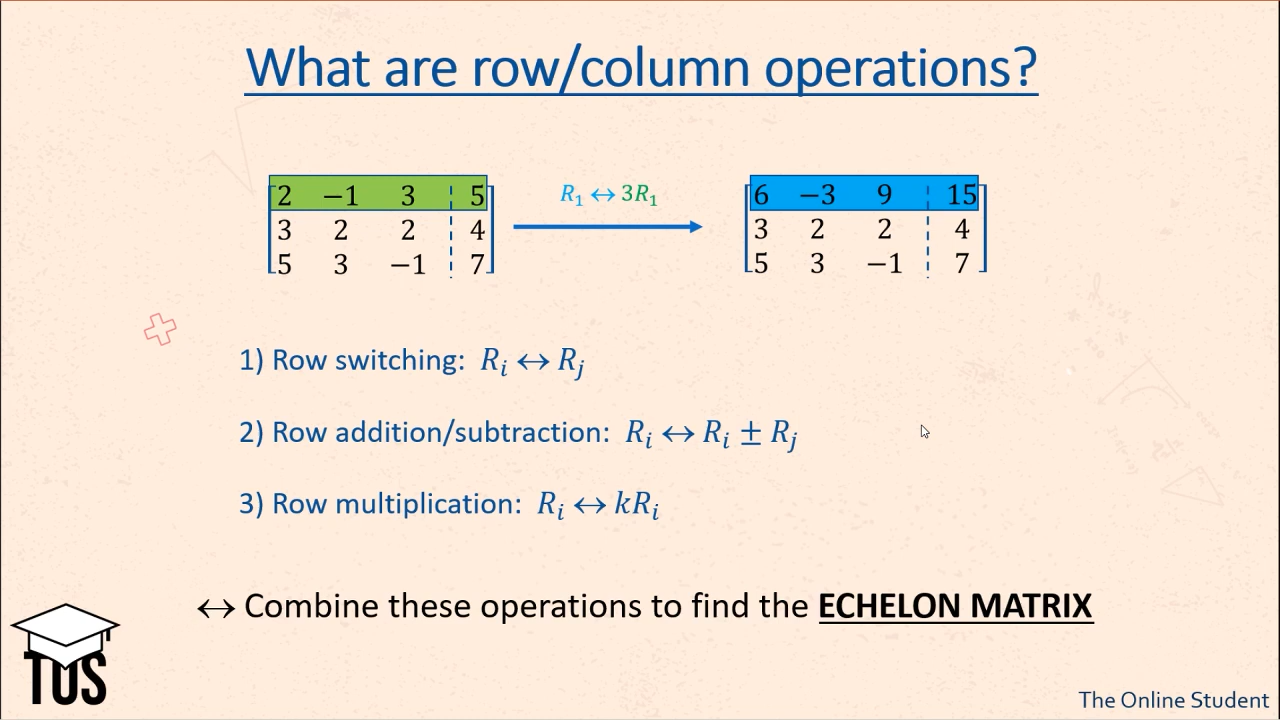 What are row/column operations?
2 −1 3 5
3 2 2 4
5 3 −1 7
R₁ ↔ 3R₁
6 −3 9 15
3 2 2 4
5 3 −1 7
1) Row switching: Rᵢ ↔ Rⱼ
2) Row addition/subtraction: Rᵢ ↔ Rᵢ ± Rⱼ
3) Row multiplication: Rᵢ ↔ kRᵢ
↔ Combine these operations to find the ECHELON MATRIX
TOS
The Online Student